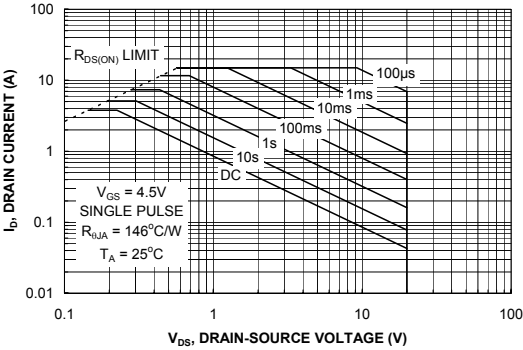 100
10
1
0.1
0.01
I_D, DRAIN CURRENT (A)
R_DS(ON) LIMIT
100µs
1ms
10ms
100ms
1s
10s
DC
V_GS = 4.5V
SINGLE PULSE
R_θJA = 146°C/W
T_A = 25°C
0.1 1 10 100
V_DS, DRAIN-SOURCE VOLTAGE (V)